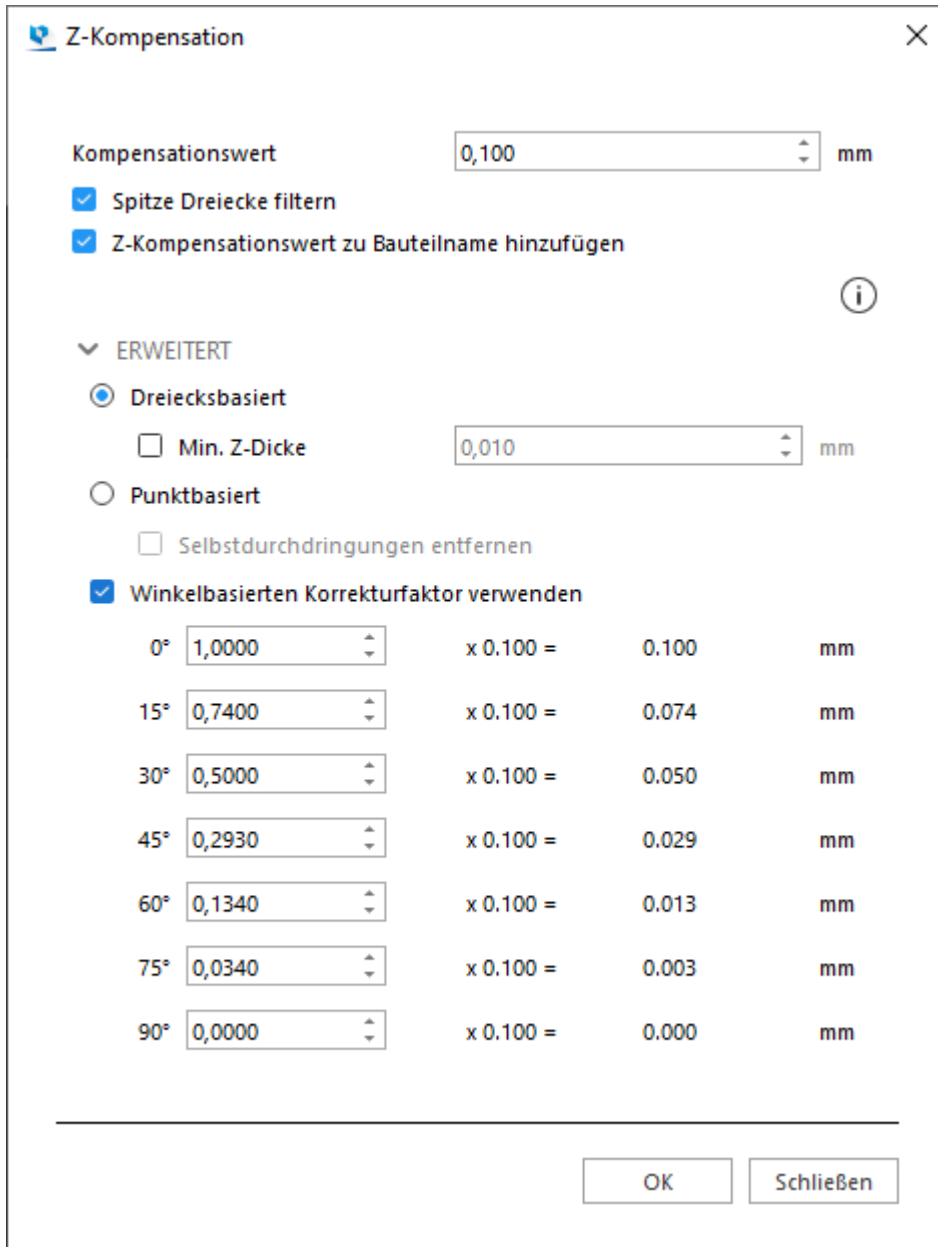 Z-Kompensation
Kompensationswert 0,100 mm
Spitze Dreiecke filtern
Z-Kompensationswert zu Bauteilname hinzufügen
i
ERWEITERT
Dreiecksbasiert
Min. Z-Dicke 0,010 mm
Punktbasiert
Selbstdurchdringungen entfernen
Winkelbasierten Korrekturfaktor verwenden
0° 1,0000 x 0.100 = 0.100 mm
15° 0,7400 x 0.100 = 0.074 mm
30° 0,5000 x 0.100 = 0.050 mm
45° 0,2930 x 0.100 = 0.029 mm
60° 0,1340 x 0.100 = 0.013 mm
75° 0,0340 x 0.100 = 0.003 mm
90° 0,0000 x 0.100 = 0.000 mm
OK Schließen